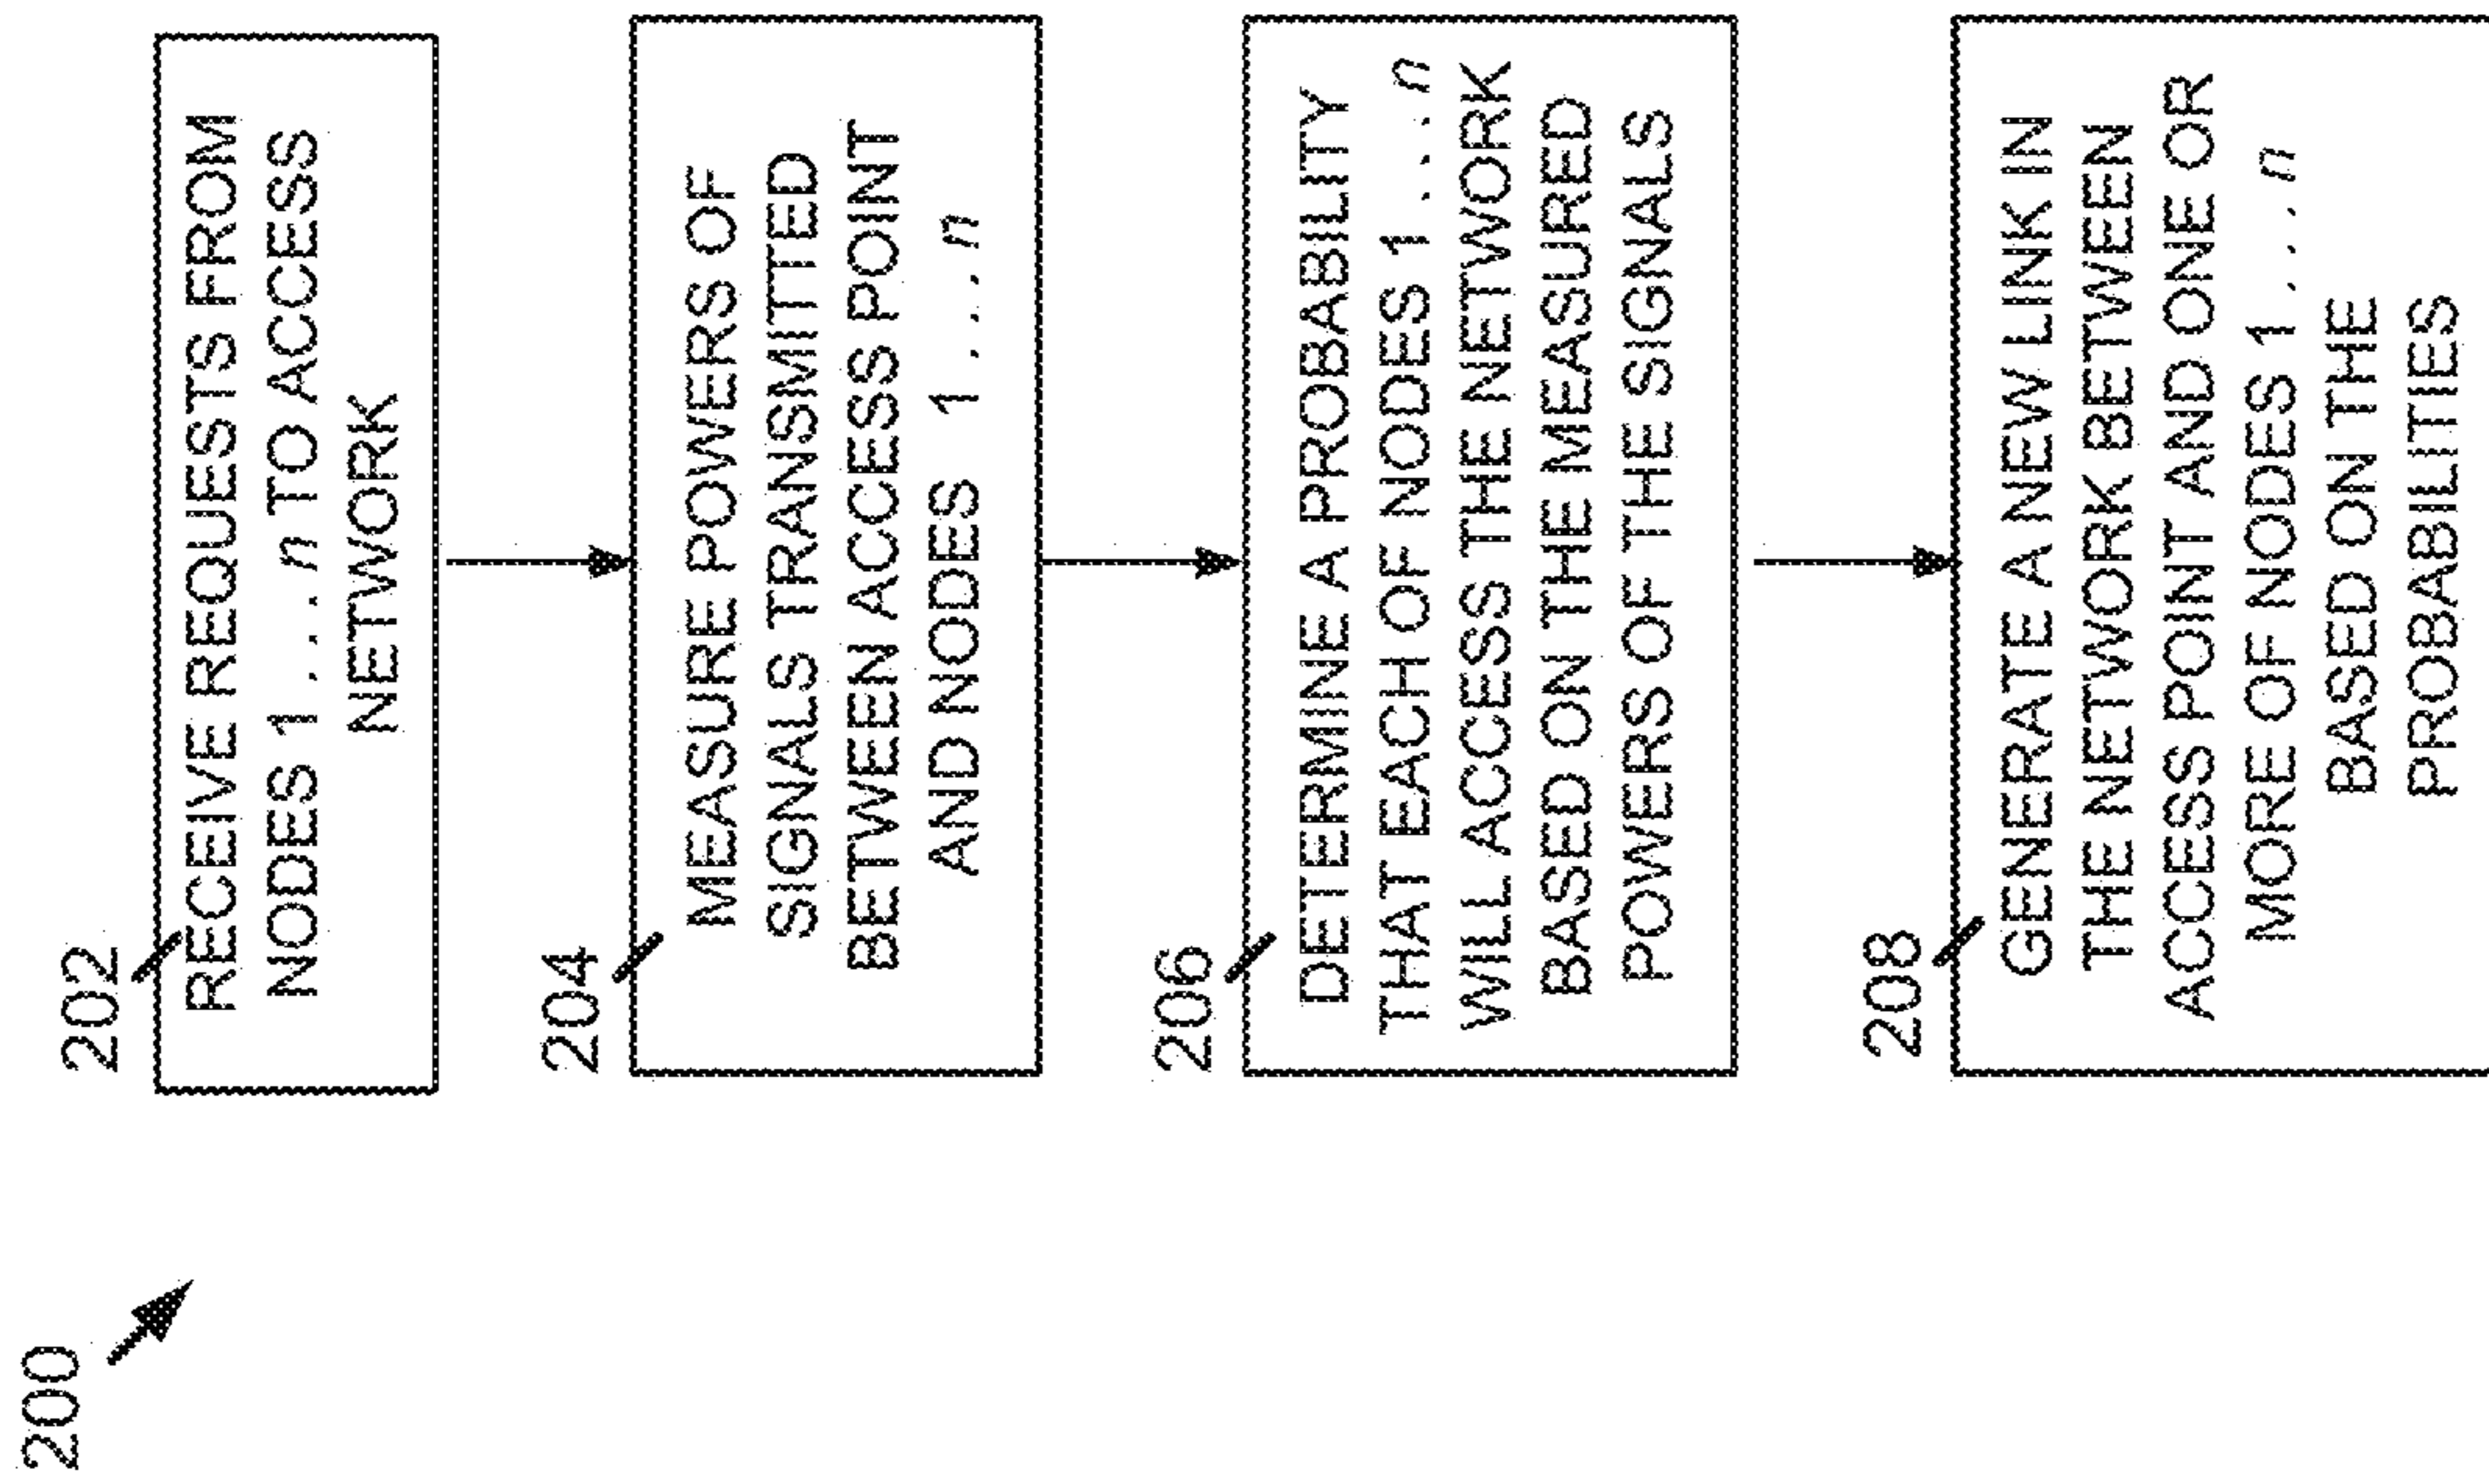 200
202
RECEIVE REQUESTS FROM
NODES 1 . . . n TO ACCESS
NETWORK
204
MEASURE POWERS OF
SIGNALS TRANSMITTED
BETWEEN ACCESS POINT
AND NODES 1 . . . n
206
DETERMINE A PROBABILITY
THAT EACH OF NODES 1 . . . n
WILL ACCESS THE NETWORK
BASED ON THE MEASURED
POWERS OF THE SIGNALS
208
GENERATE A NEW LINK IN
THE NETWORK BETWEEN
ACCESS POINT AND ONE OR
MORE OF NODES 1 . . . n
BASED ON THE
PROBABILITIES